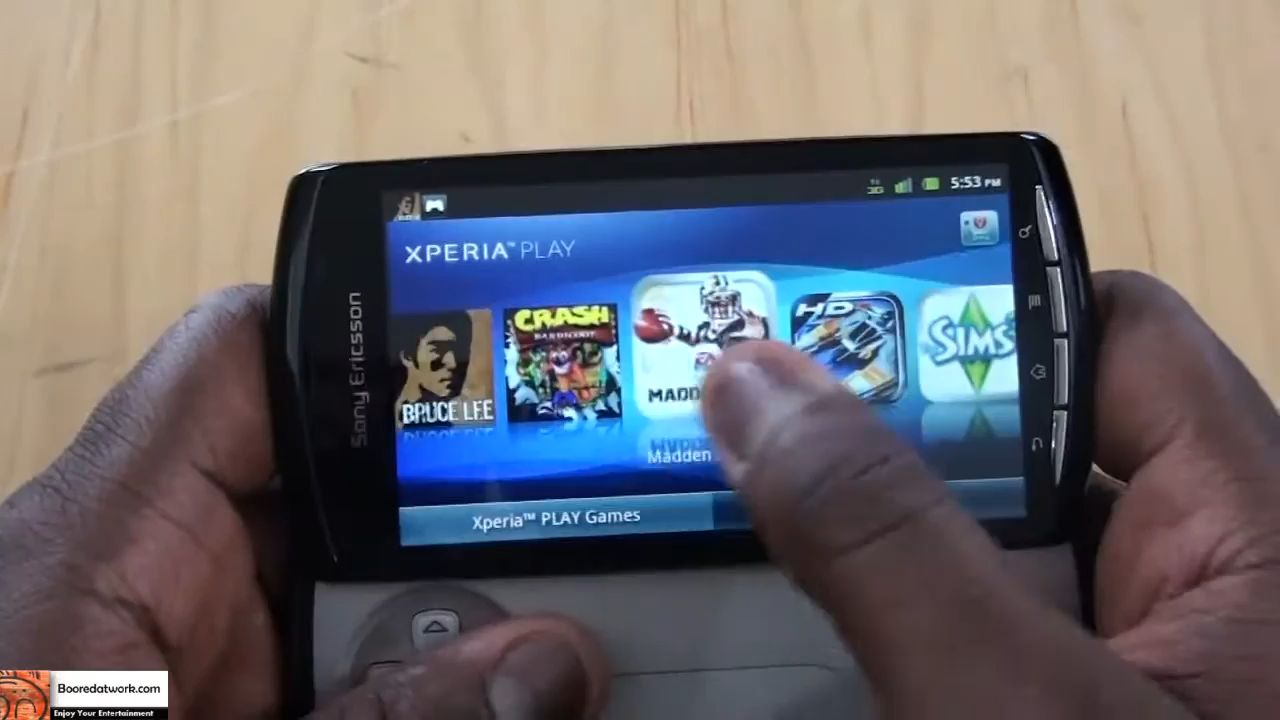 5:53 PM
XPERIA™ PLAY
Sony Ericsson
BRUCE LEE
CRASH
BANDICOOT
HD
SIMS
Madden
Xperia™ PLAY Games
Booredatwork.com
Enjoy Your Entertainment